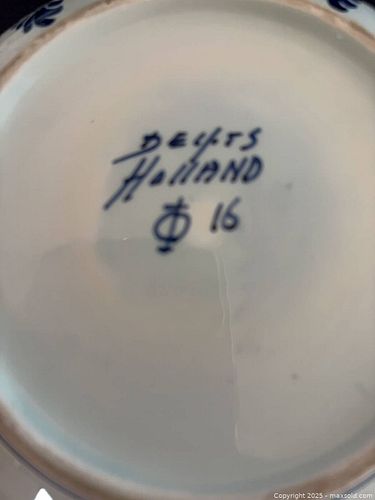 DELFTS
HOLLAND
Φ 16
Copyright 2025 - maxsold.com